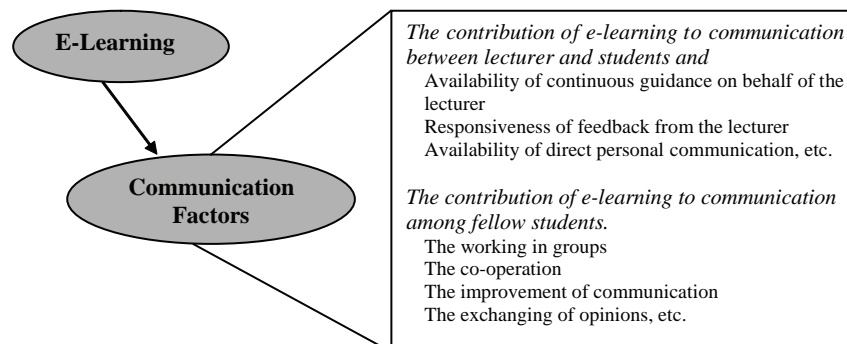 E-Learning
Communication
Factors
The contribution of e-learning to communication
between lecturer and students and
Availability of continuous guidance on behalf of the
lecturer
Responsiveness of feedback from the lecturer
Availability of direct personal communication, etc.
The contribution of e-learning to communication
among fellow students.
The working in groups
The co-operation
The improvement of communication
The exchanging of opinions, etc.